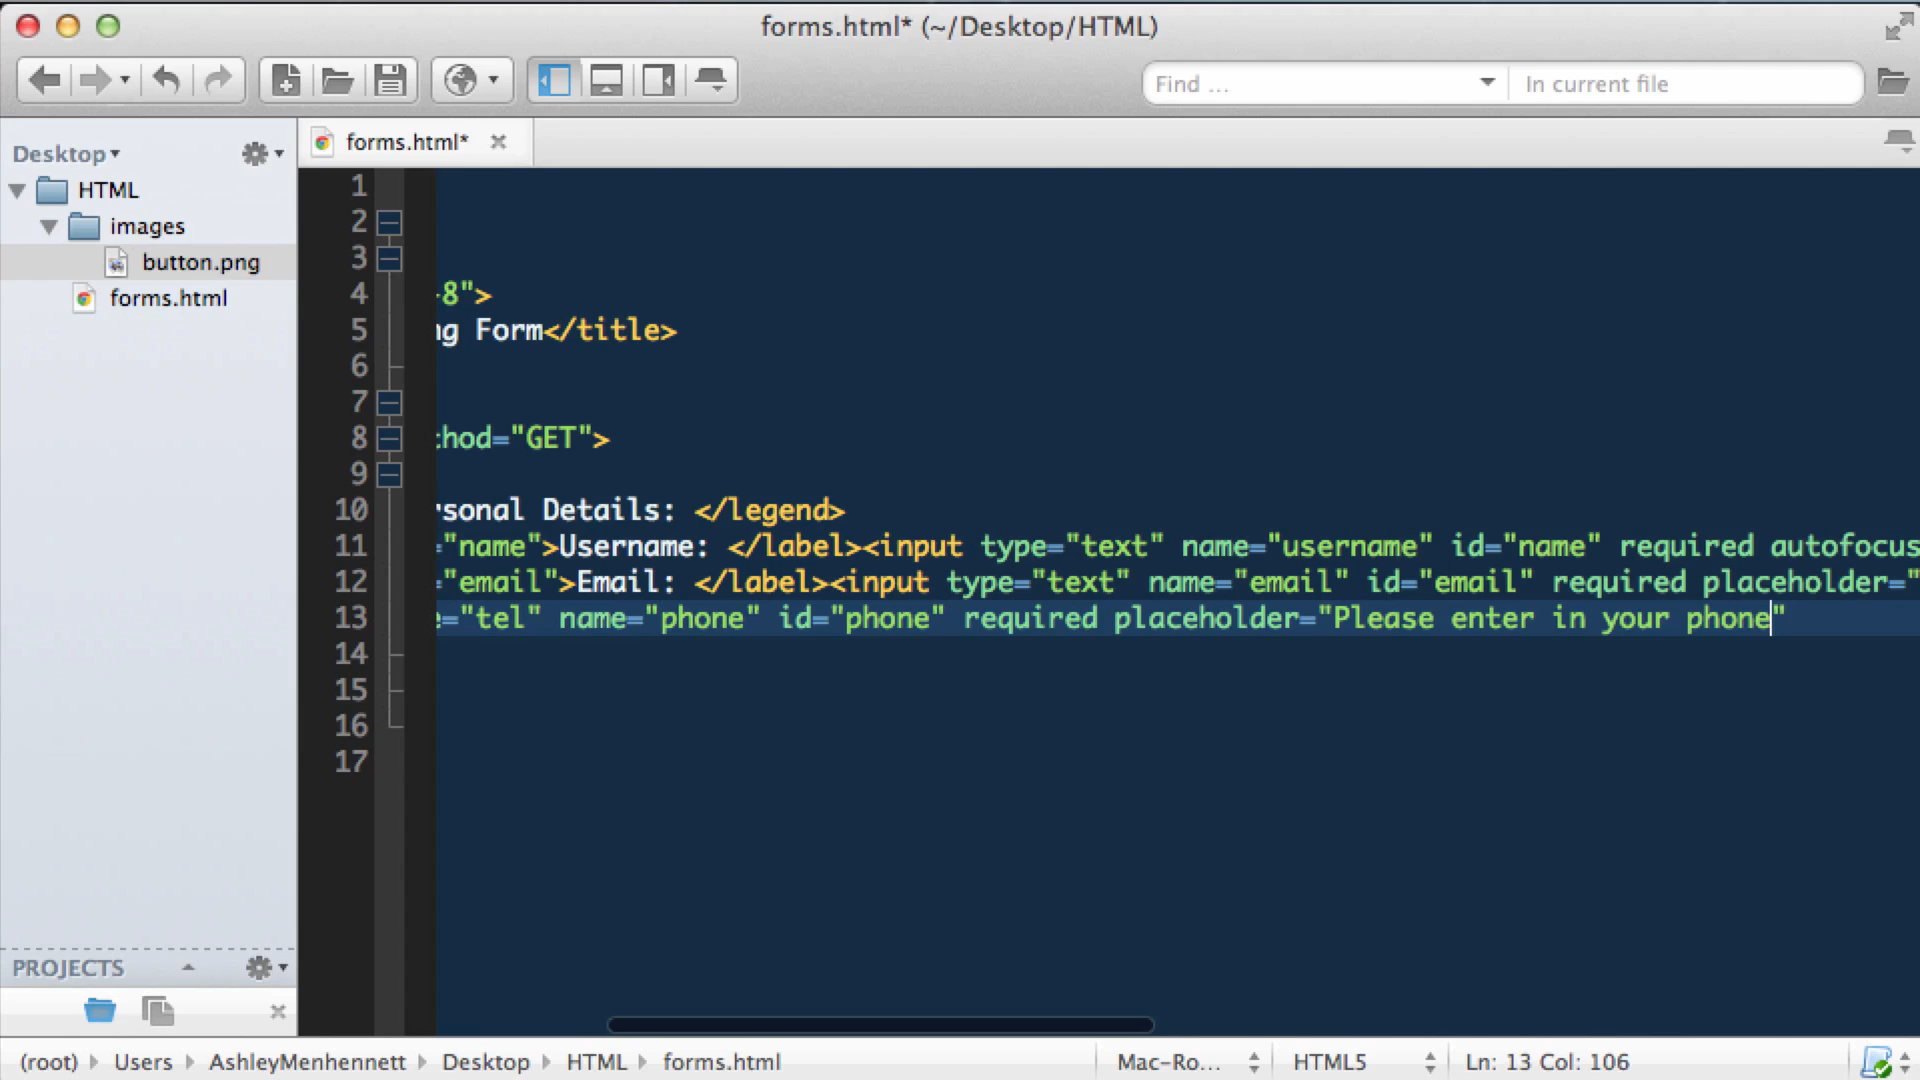 forms.html* (~/Desktop/HTML)
Find ...
In current file
Desktop
forms.html*
HTML
images
button.png
forms.html
1
2
3
4 -8">
5 ng Form</title>
6
7
8 thod="GET">
9
10 rsonal Details: </legend>
11 ="name">Username: </label><input type="text" name="username" id="name" required autofocus
12 ="email">Email: </label><input type="text" name="email" id="email" required placeholder="
13 e="tel" name="phone" id="phone" required placeholder="Please enter in your phone"
14
15
16
17
PROJECTS
(root) Users AshleyMenhennett Desktop HTML forms.html
Mac-Ro... HTML5 Ln: 13 Col: 106